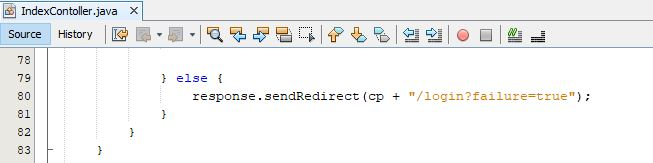 IndexContoller.java
Source History
78
79 } else {
80 response.sendRedirect(cp + "/login?failure=true");
81 }
82 }
83 }